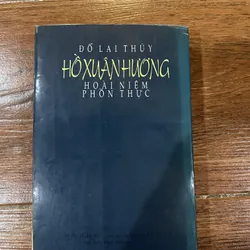 ĐỖ LAI THÚY
HỒ XUÂN HƯƠNG
HOÀI NIỆM
PHỒN THỰC